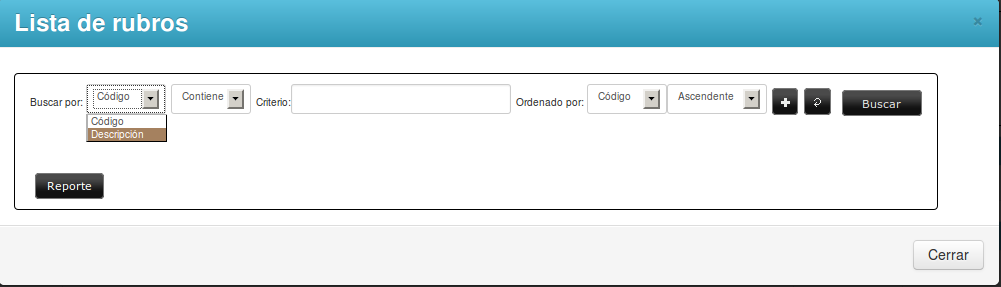 Lista de rubros
×
Buscar por: Código Contiene Criterio: Ordenado por: Código Ascendente Buscar
Código
Descripción
Reporte
Cerrar